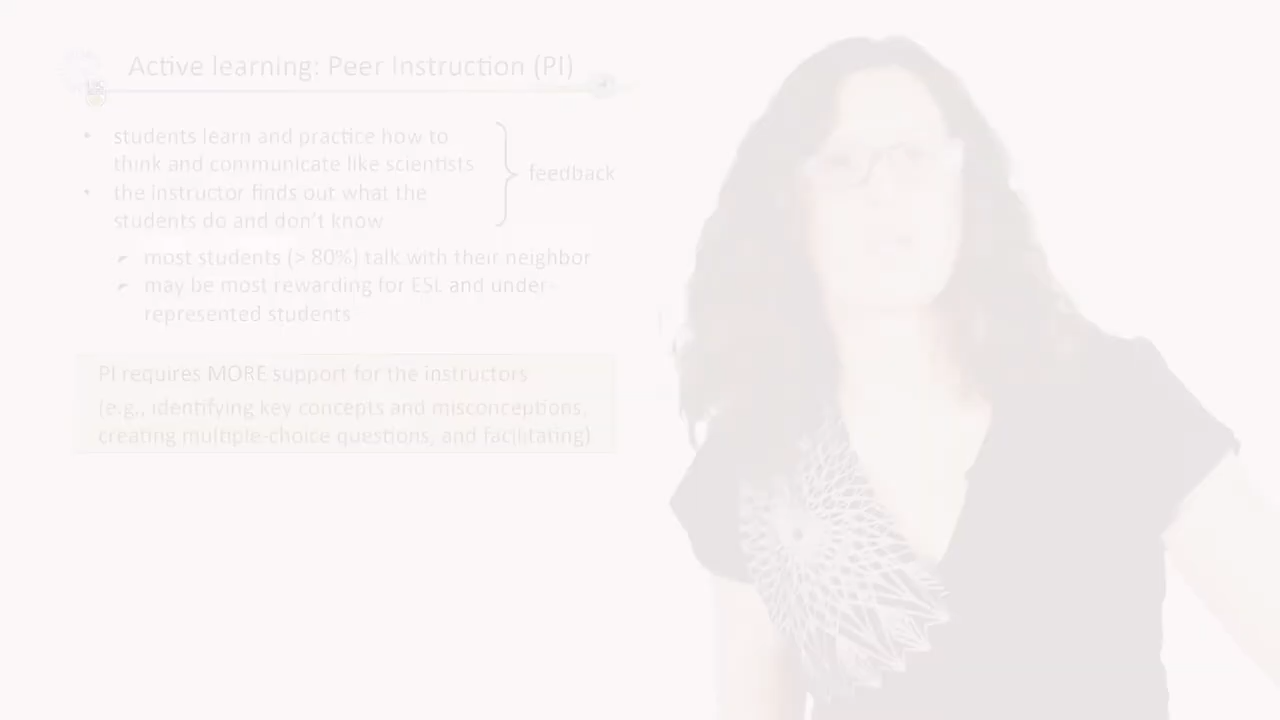 Active learning: Peer Instruction (PI)
• students learn and practice how to
think and communicate like scientists
• the instructor finds out what the
students do and don't know
feedback
most students (> 80%) talk with their neighbor
may be most rewarding for ESL and under-
represented students
PI requires MORE support for the instructors
(e.g., identifying key concepts and misconceptions,
creating multiple-choice questions, and facilitating)